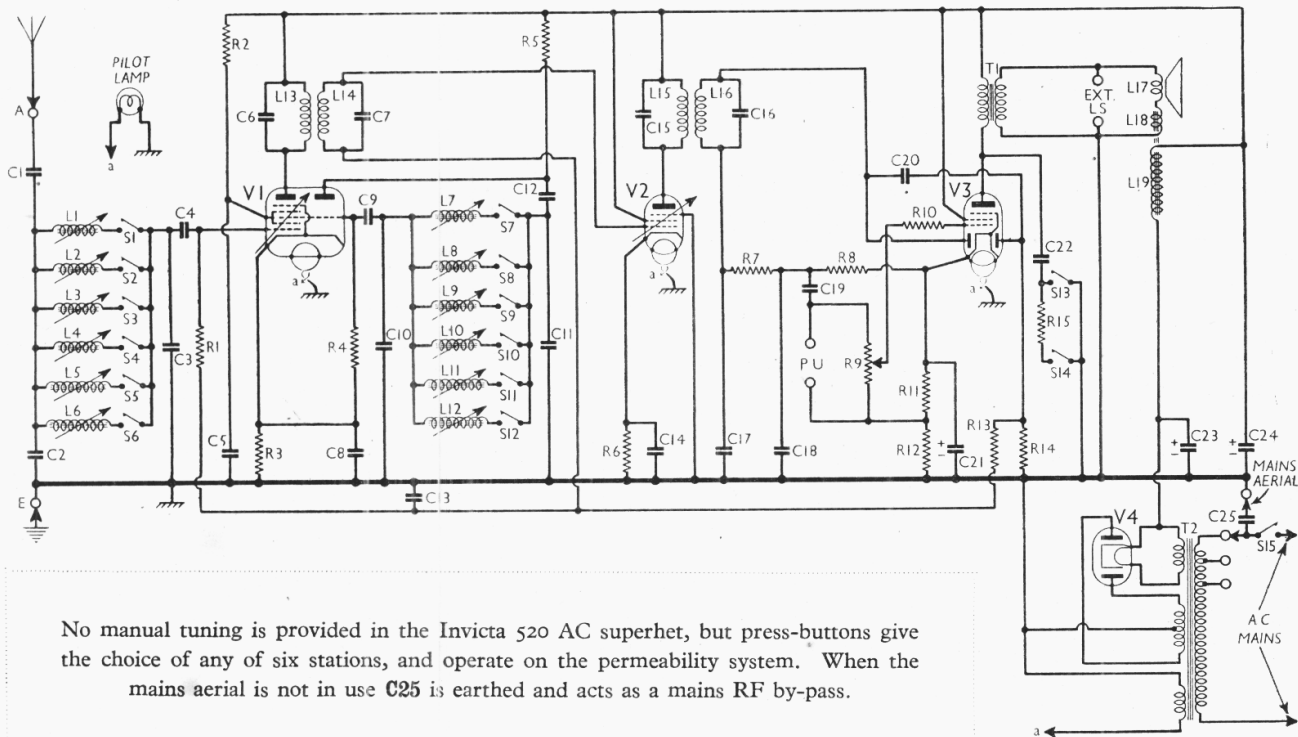 PILOT
LAMP
A
a
C1
L1
L2
L3
L4
L5
L6
S1
S2
S3
S4
S5
S6
C2
E
C3
C4
R1
R2
C5
L13
L14
C6
C7
V1
a
R3
R4
C8
C9
C10
L7
L8
L9
L10
L11
L12
S7
S8
S9
S10
S11
S12
R5
C12
C11
C13
L15
L16
C15
C16
V2
a
R6
C14
R7
R8
C17
C18
C19
PU
R9
R10
C20
V3
a
R11
R12
C21
R13
R14
T1
C22
S13
R15
S14
EXT.
LS
L17
L18
L19
+
-
+
-
C23
+
-
C24
MAINS
AERIAL
C25
S15
V4
T2
A C
MAINS
a
No manual tuning is provided in the Invicta 520 AC superhet, but press-buttons give
the choice of any of six stations, and operate on the permeability system. When the
mains aerial is not in use C25 is earthed and acts as a mains RF by-pass.